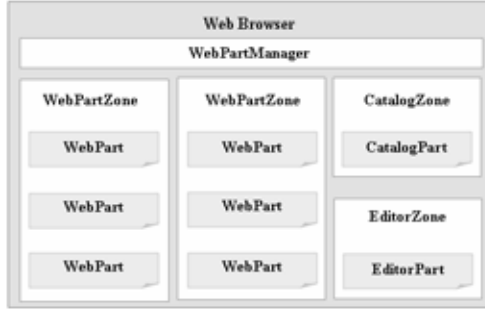 Web Browser
WebPartManager
WebPartZone
WebPart
WebPart
WebPart
WebPartZone
WebPart
WebPart
WebPart
CatalogZone
CatalogPart
EditorZone
EditorPart